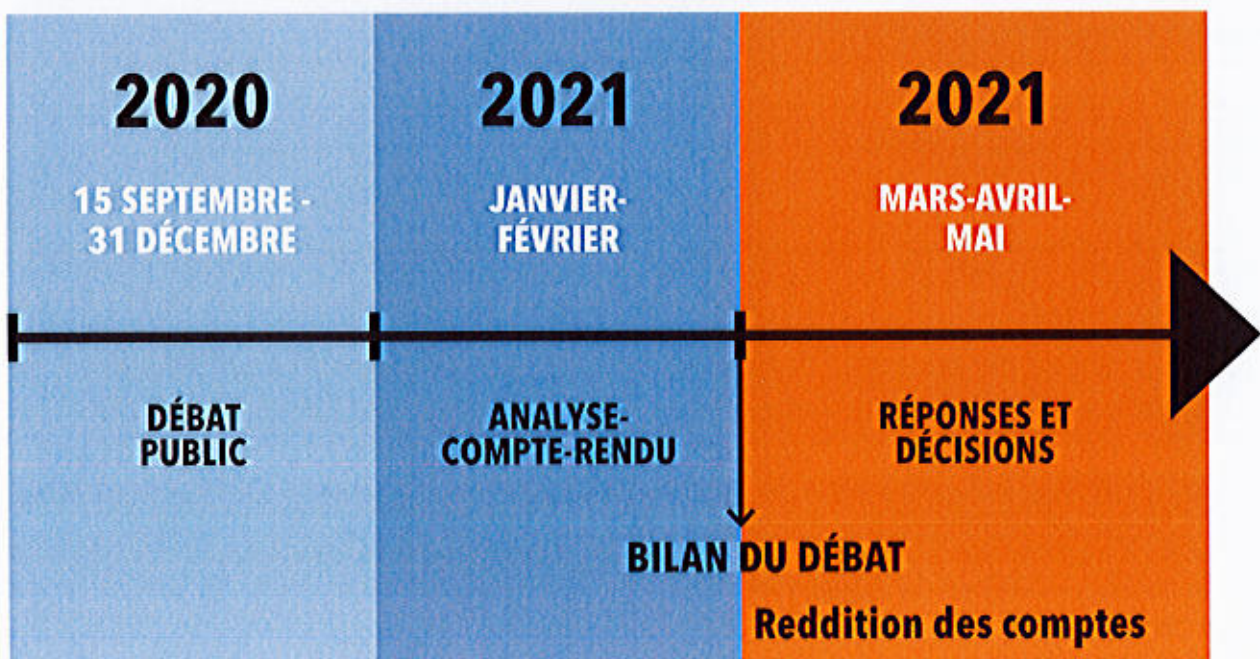 2020
15 SEPTEMBRE -
31 DÉCEMBRE
DÉBAT
PUBLIC
2021
JANVIER-
FÉVRIER
ANALYSE-
COMPTE-RENDU
2021
MARS-AVRIL-
MAI
RÉPONSES ET
DÉCISIONS
BILAN DU DÉBAT
Reddition des comptes